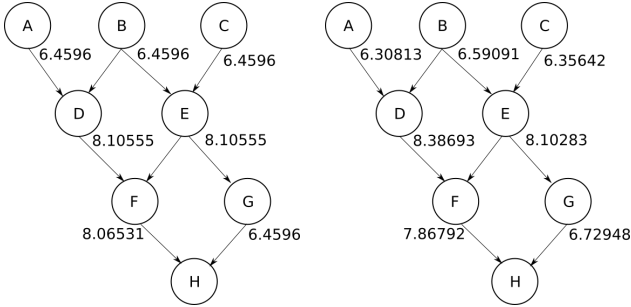 A B C A B C
6.4596 6.4596 6.4596 6.30813 6.59091 6.35642
D E D E
8.10555 8.10555 8.38693 8.10283
F G F G
8.06531 6.4596 7.86792 6.72948
H H